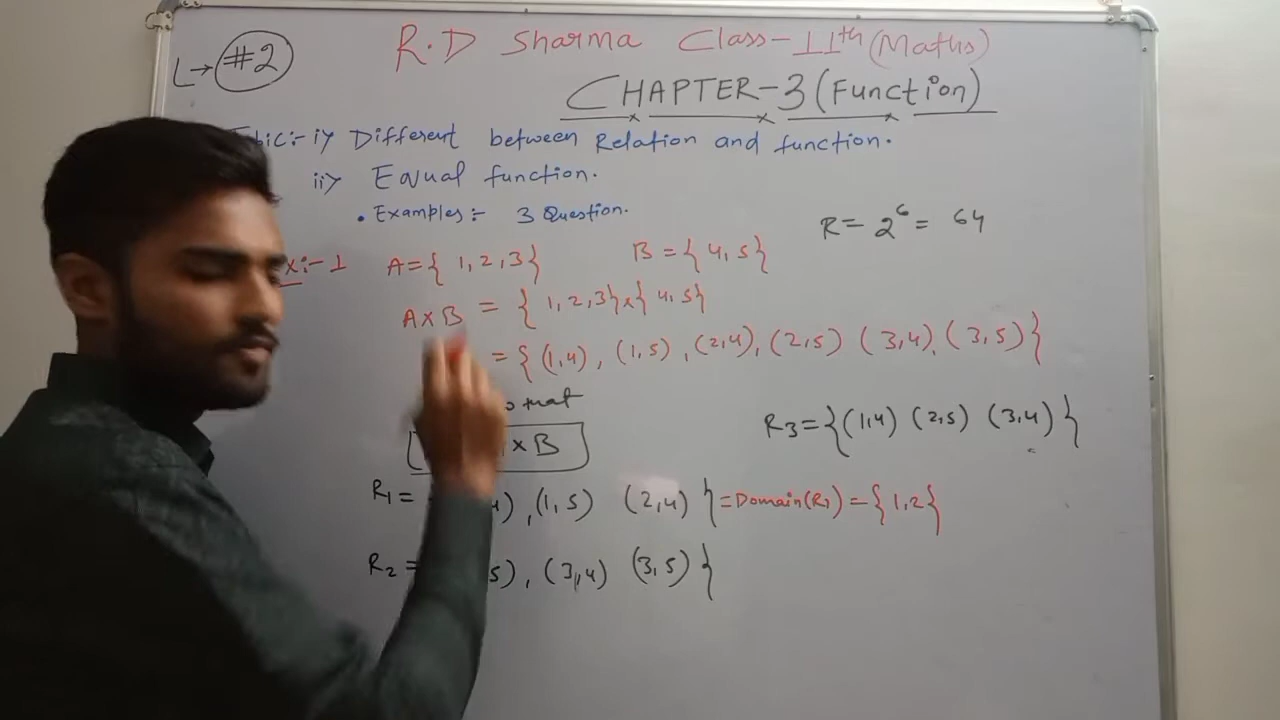 L→ #2 R.D Sharma Class-11th (Maths)
CHAPTER-3 (Function)
i) Different between Relation and function.
ii) Equal function.
• Examples:- 3 Question.
R = 2^6 = 64
:-1 A={1,2,3} B={4,5}
A×B = {1,2,3}×{4,5}
={(1,4), (1,5), (2,4), (2,5) (3,4), (3,5)}
R3={(1,4) (2,5) (3,4)}
×B
R1= ), (1,5) (2,4)}=Domain(R1)={1,2}
R2= 5), (3,4) (3,5)}